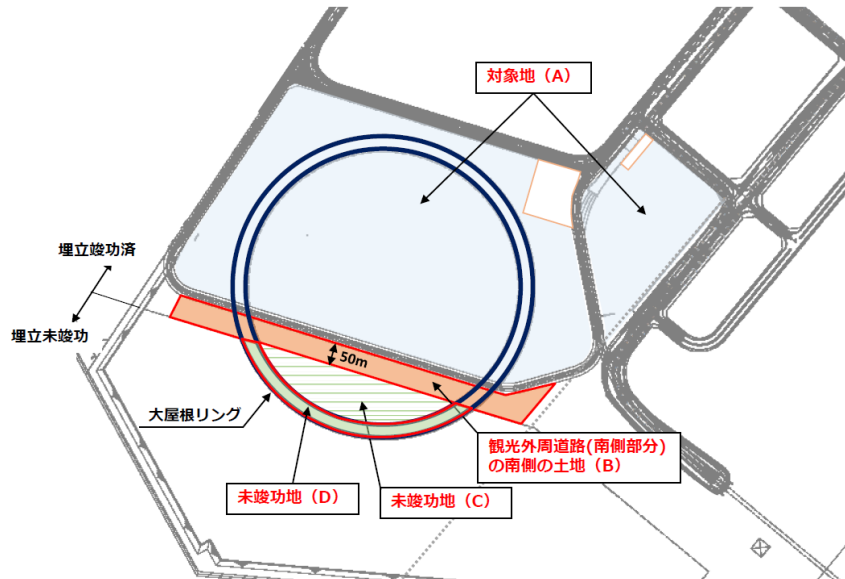 対象地（A）
埋立竣功済
埋立未竣功
50m
大屋根リング
観光外周道路(南側部分)
の南側の土地（B）
未竣功地（D）
未竣功地（C）